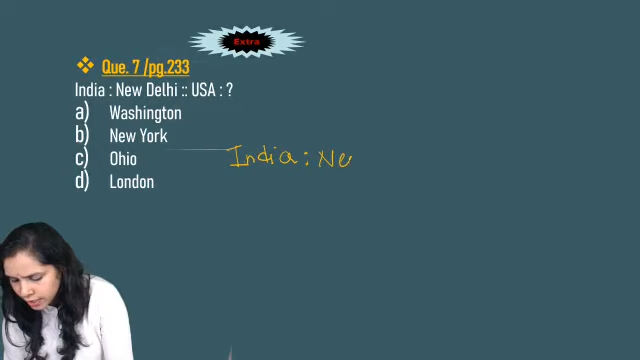 Extra
❖ Que. 7 /pg.233
India : New Delhi :: USA : ?
a) Washington
b) New York
c) Ohio
d) London
India : Ne